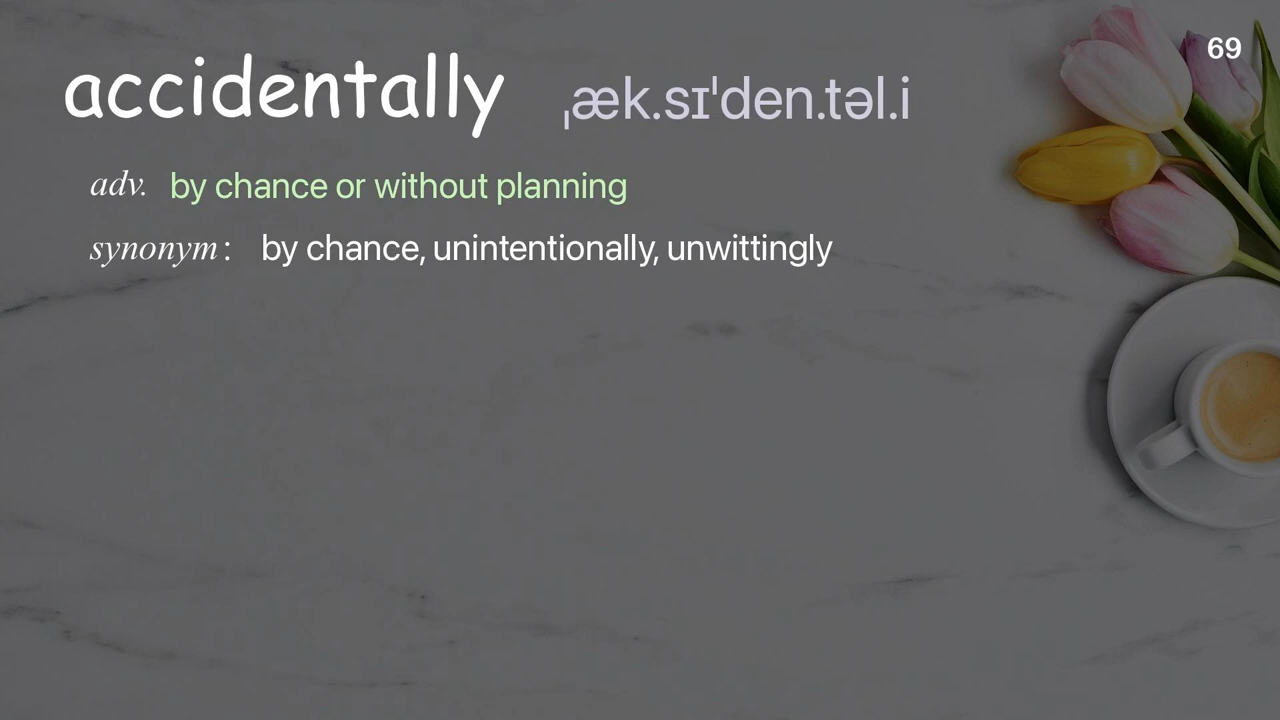 69
accidentally ˌæk.sɪˈden.təl.i
adv. by chance or without planning
synonym: by chance, unintentionally, unwittingly